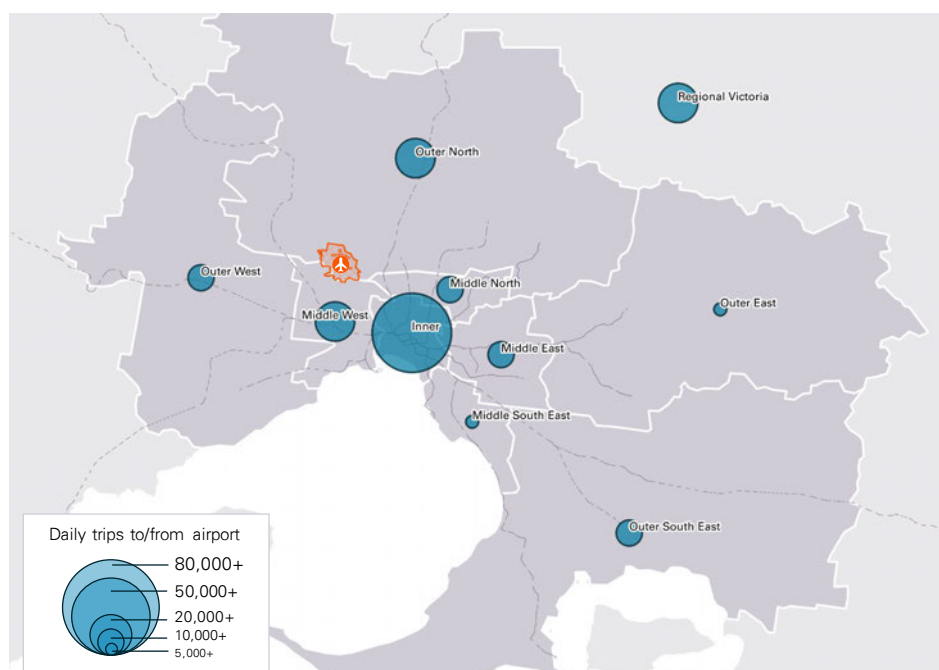 Regional Victoria
Outer North
Outer West
Middle North
Outer East
Middle West
Inner
Middle East
Middle South East
Outer South East
Daily trips to/from airport
80,000+
50,000+
20,000+
10,000+
5,000+